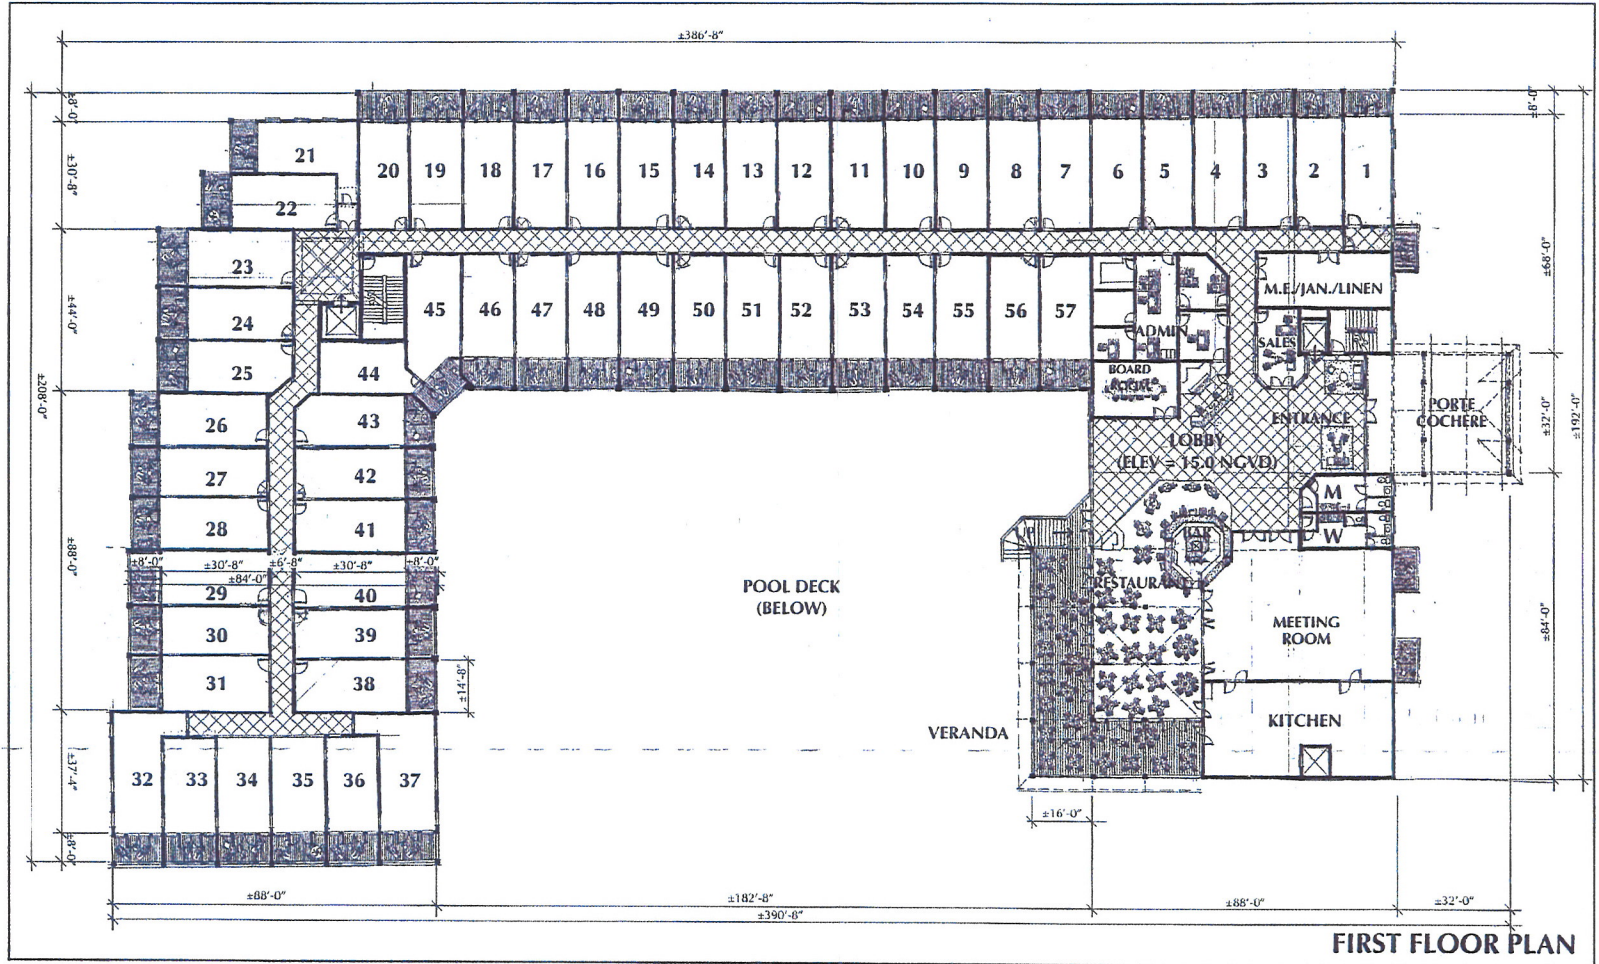 ±386'-8"
±8'-0"
±8'-0"
20 19 18 17 16 15 14 13 12 11 10 9 8 7 6 5 4 3 2 1
21
±30'-8"
22
23
±68'-0"
M.E./JAN./LINEN
24
±44'-0"
45 46 47 48 49 50 51 52 53 54 55 56 57
ADMIN
SALES
25
44
BOARD
±208'-0"
PORTE
COCHERE
±32'-0"
±192'-0"
26
43
ENTRANCE
LOBBY
(ELEV = 15.0 NGVD)
27
42
M
28
41
UP
BAR
W
±88'-0"
±8'-0" ±30'-8" ±6'-8" ±30'-8" ±8'-0"
±84'-0"
29
40
POOL DECK
(BELOW)
RESTAURANT
30
39
MEETING
ROOM
±84'-0"
31
38
±14'-8"
KITCHEN
VERANDA
32 33 34 35 36 37
±37'-4"
±16'-0"
±8'-0"
±88'-0"
±182'-8"
±88'-0"
±32'-0"
±390'-8"
FIRST FLOOR PLAN